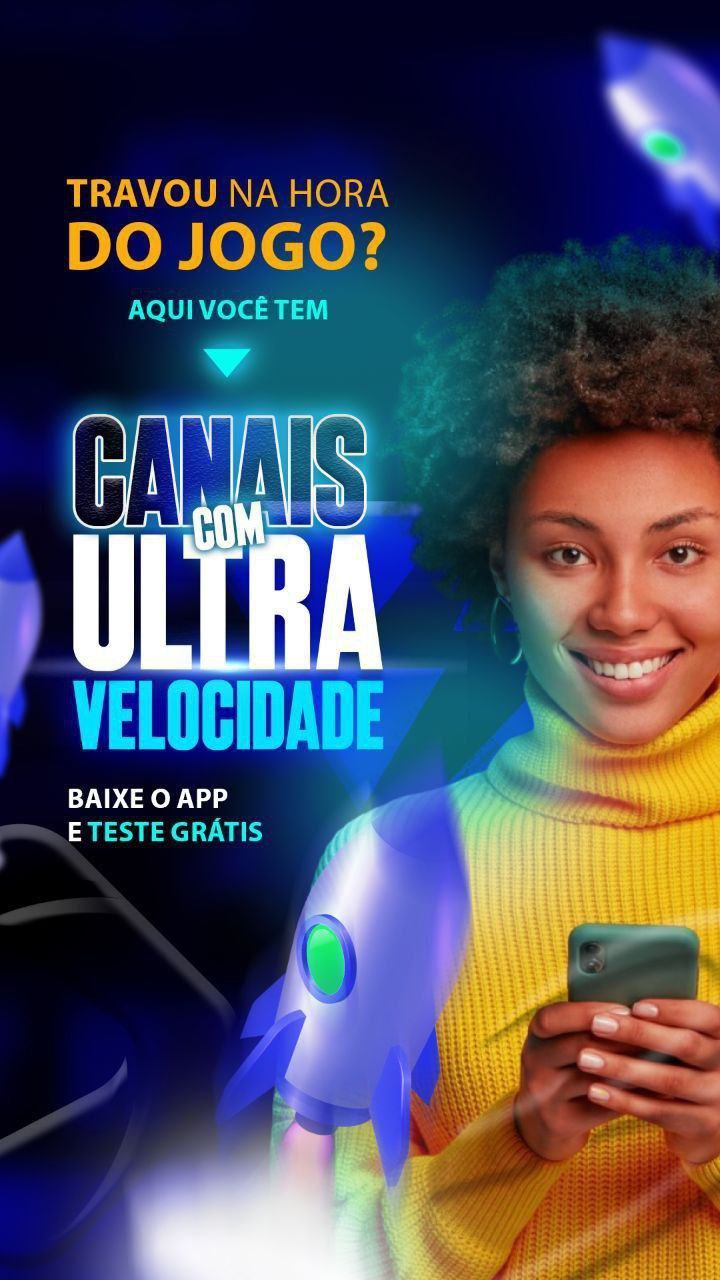 TRAVOU NA HORA
DO JOGO?
AQUI VOCÊ TEM
CANAIS
COM
ULTRA
VELOCIDADE
BAIXE O APP
E TESTE GRÁTIS